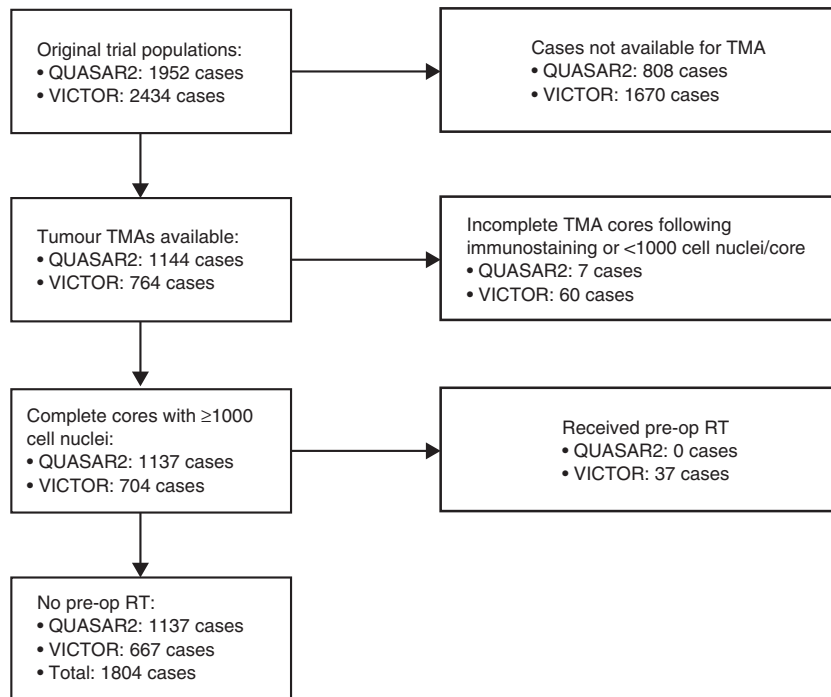 Original trial populations:
• QUASAR2: 1952 cases
• VICTOR: 2434 cases
Cases not available for TMA
• QUASAR2: 808 cases
• VICTOR: 1670 cases
Tumour TMAs available:
• QUASAR2: 1144 cases
• VICTOR: 764 cases
Incomplete TMA cores following
immunostaining or <1000 cell nuclei/core
• QUASAR2: 7 cases
• VICTOR: 60 cases
Complete cores with ≥1000
cell nuclei:
• QUASAR2: 1137 cases
• VICTOR: 704 cases
Received pre-op RT
• QUASAR2: 0 cases
• VICTOR: 37 cases
No pre-op RT:
• QUASAR2: 1137 cases
• VICTOR: 667 cases
• Total: 1804 cases